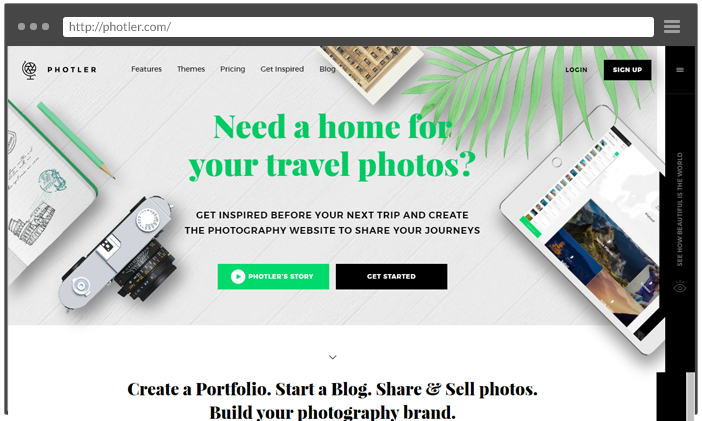 http://photler.com/
PHOTLER
Features Themes Pricing Get Inspired Blog
LOGIN SIGN UP
Need a home for
your travel photos?
GET INSPIRED BEFORE YOUR NEXT TRIP AND CREATE
THE PHOTOGRAPHY WEBSITE TO SHARE YOUR JOURNEYS
PHOTLER'S STORY GET STARTED
SEE HOW BEAUTIFUL IS THE WORLD
Create a Portfolio. Start a Blog. Share & Sell photos.
Build your photography brand.